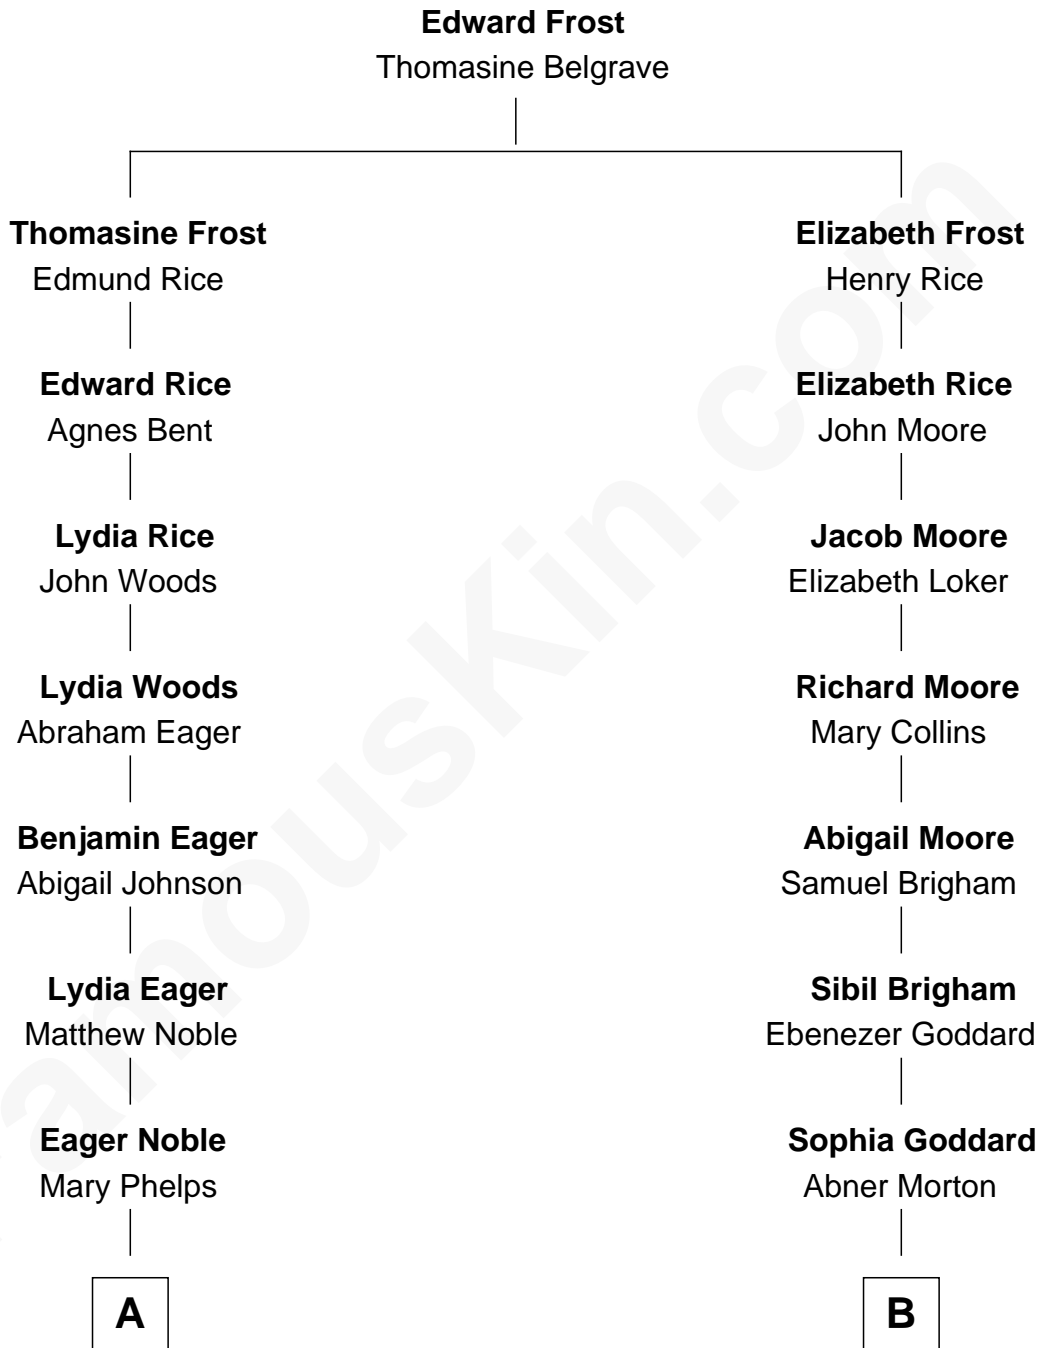 Edward Frost
Thomasine Belgrave
Thomasine Frost
Edmund Rice
Elizabeth Frost
Henry Rice
Edward Rice
Agnes Bent
Elizabeth Rice
John Moore
Lydia Rice
John Woods
Jacob Moore
Elizabeth Loker
Lydia Woods
Abraham Eager
Richard Moore
Mary Collins
Benjamin Eager
Abigail Johnson
Abigail Moore
Samuel Brigham
Lydia Eager
Matthew Noble
Sibil Brigham
Ebenezer Goddard
Eager Noble
Mary Phelps
Sophia Goddard
Abner Morton
A
B
amouskin.com